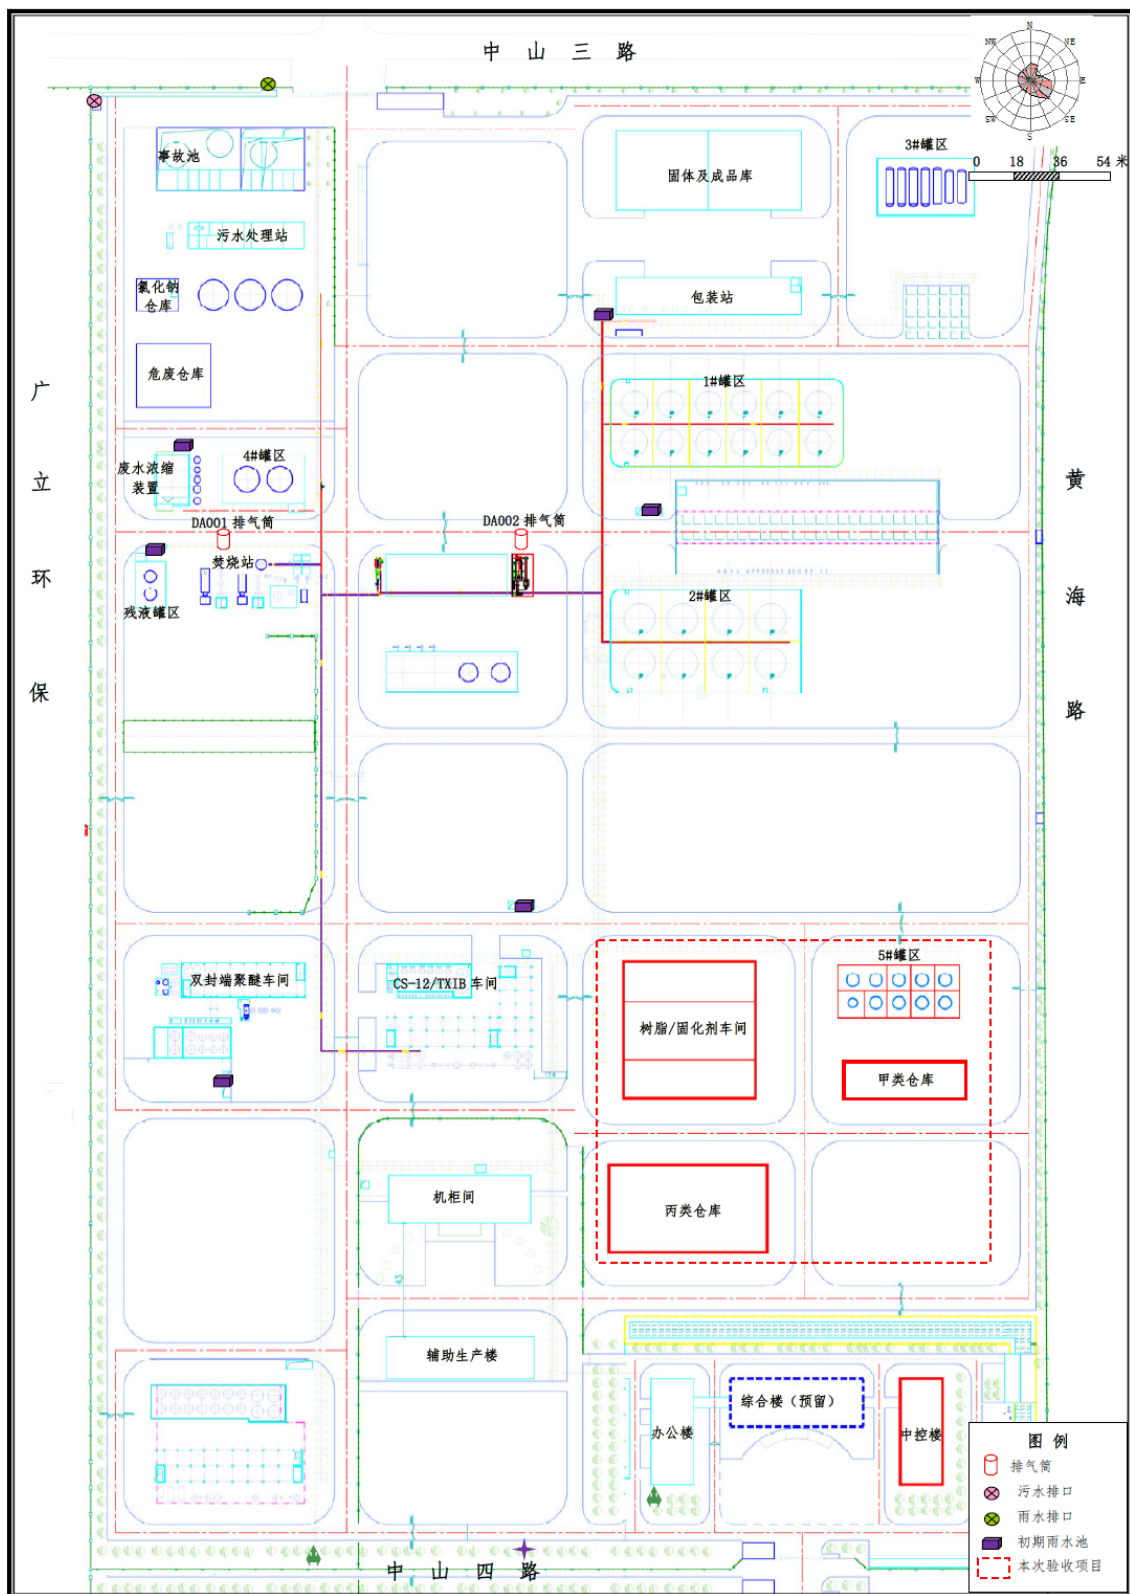 中 山 三 路
N
NW
NE
W
E
SW
SE
S
0 18 36 54 米
3#罐区
事故池
固体及成品库
污水处理站
氯化钠
仓库
包装站
危废仓库
1#罐区
广
立
环
保
黄
海
路
废水浓缩
装置
4#罐区
DA001 排气筒
DA002 排气筒
焚烧站
残液罐区
2#罐区
双封端聚醚车间
CS-12/TXIB 车间
5#罐区
树脂/固化剂车间
甲类仓库
机柜间
丙类仓库
43
辅助生产楼
综合楼（预留）
办公楼
中控楼
图 例
排气筒
污水排口
雨水排口
初期雨水池
本次验收项目
中 山 四 路